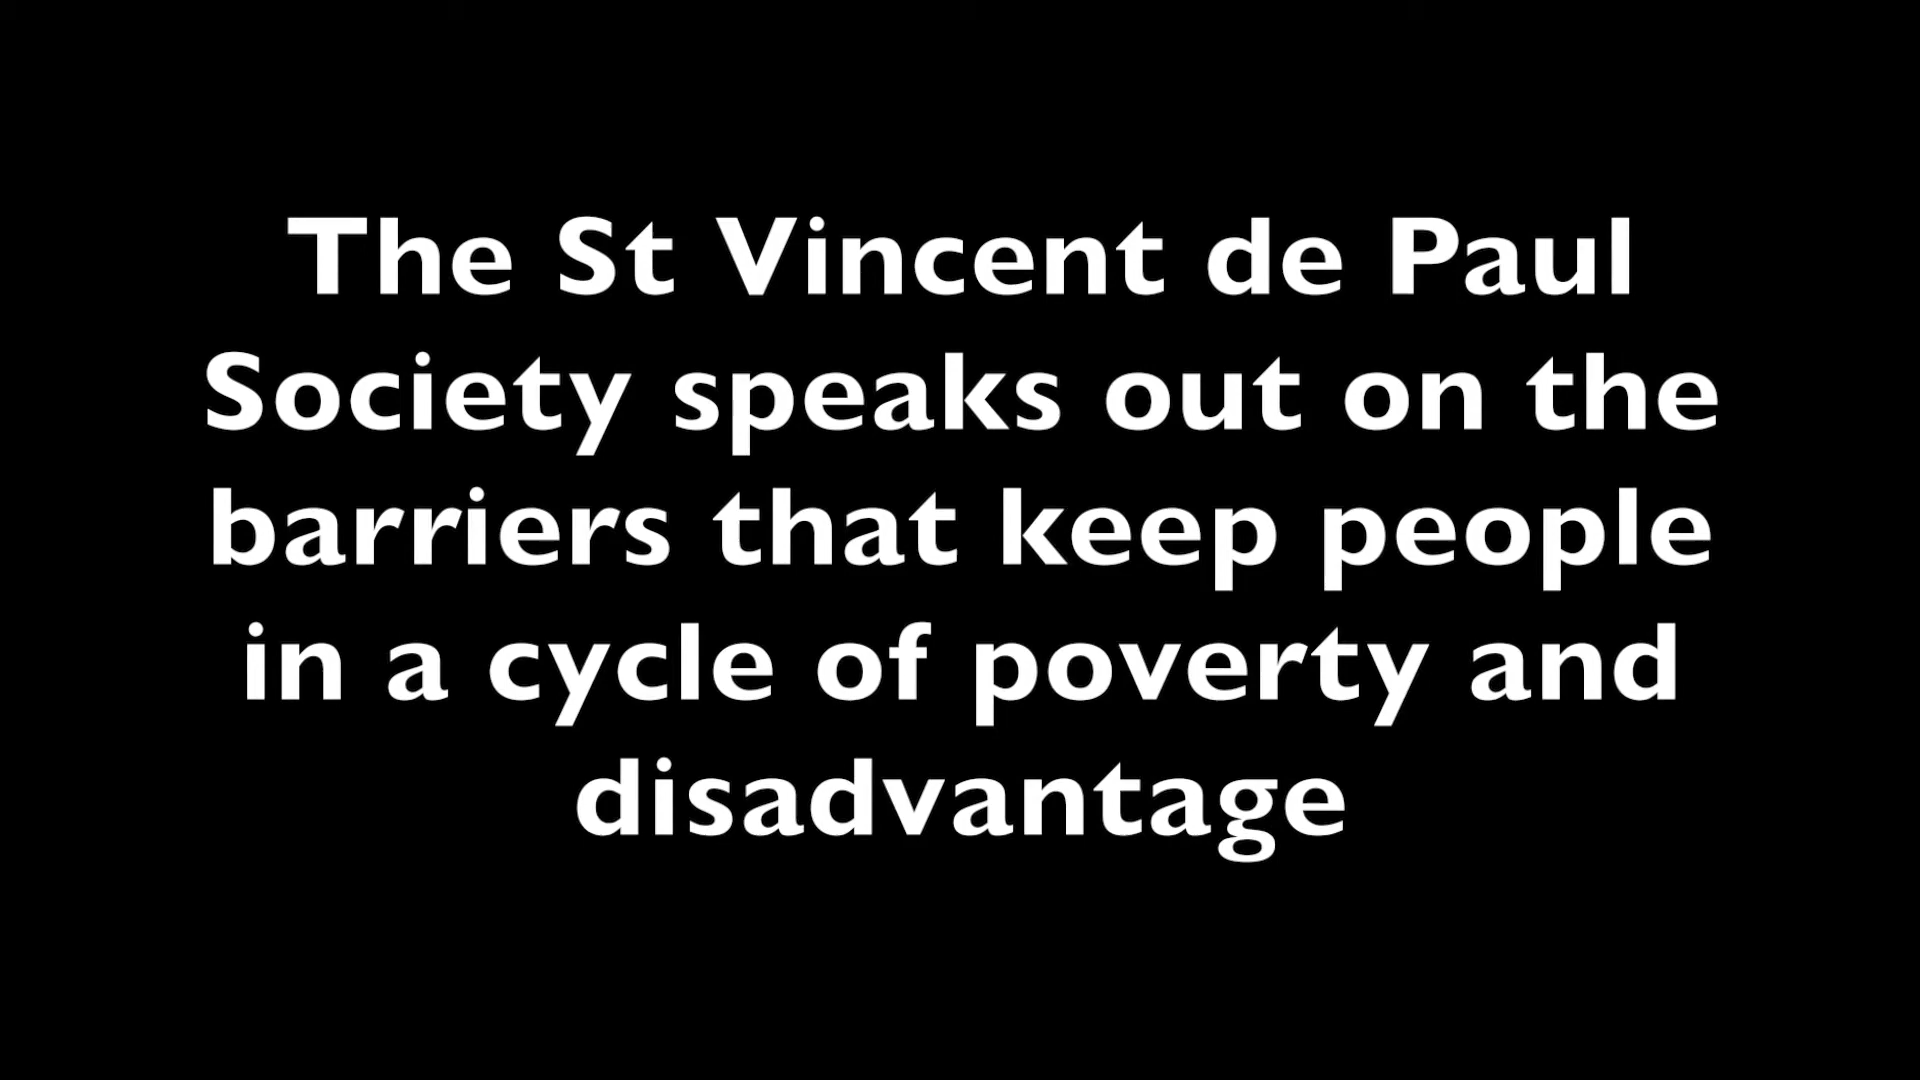 The St Vincent de Paul
Society speaks out on the
barriers that keep people
in a cycle of poverty and
disadvantage